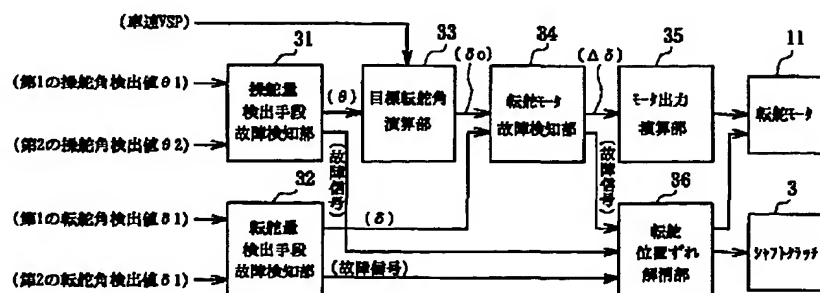 (車速VSP)
31
33
34
35
11
(第1の操舵角検出値θ1)
(第2の操舵角検出値θ2)
操舵量
検出手段
故障検知部
(θ)
目標転舵角
演算部
(δo)
転舵モータ
故障検知部
(Δδ)
モータ出力
演算部
転舵モータ
(故障信号)
(故障信号)
32
36
3
(第1の転舵角検出値δ1)
(第2の転舵角検出値δ1)
転舵量
検出手段
故障検知部
(δ)
(故障信号)
転舵
位置ずれ
解消部
シャフトクラッチ